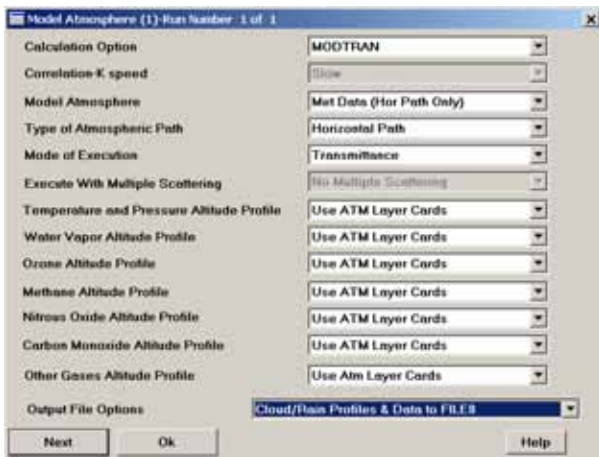 Model Atmosphere (1)-Run Number 1 of 1
Calculation Option MODTRAN
Correlation-K speed Slow
Model Atmosphere Met Data (Hor Path Only)
Type of Atmospheric Path Horizontal Path
Mode of Execution Transmittance
Execute With Multiple Scattering No Multiple Scattering
Temperature and Pressure Altitude Profile Use ATM Layer Cards
Water Vapor Altitude Profile Use ATM Layer Cards
Ozone Altitude Profile Use ATM Layer Cards
Methane Altitude Profile Use ATM Layer Cards
Nitrous Oxide Altitude Profile Use ATM Layer Cards
Carbon Monoxide Altitude Profile Use ATM Layer Cards
Other Gases Altitude Profile Use Atm Layer Cards
Output File Options Cloud/Rain Profiles & Data to FILE8
Next Ok Help